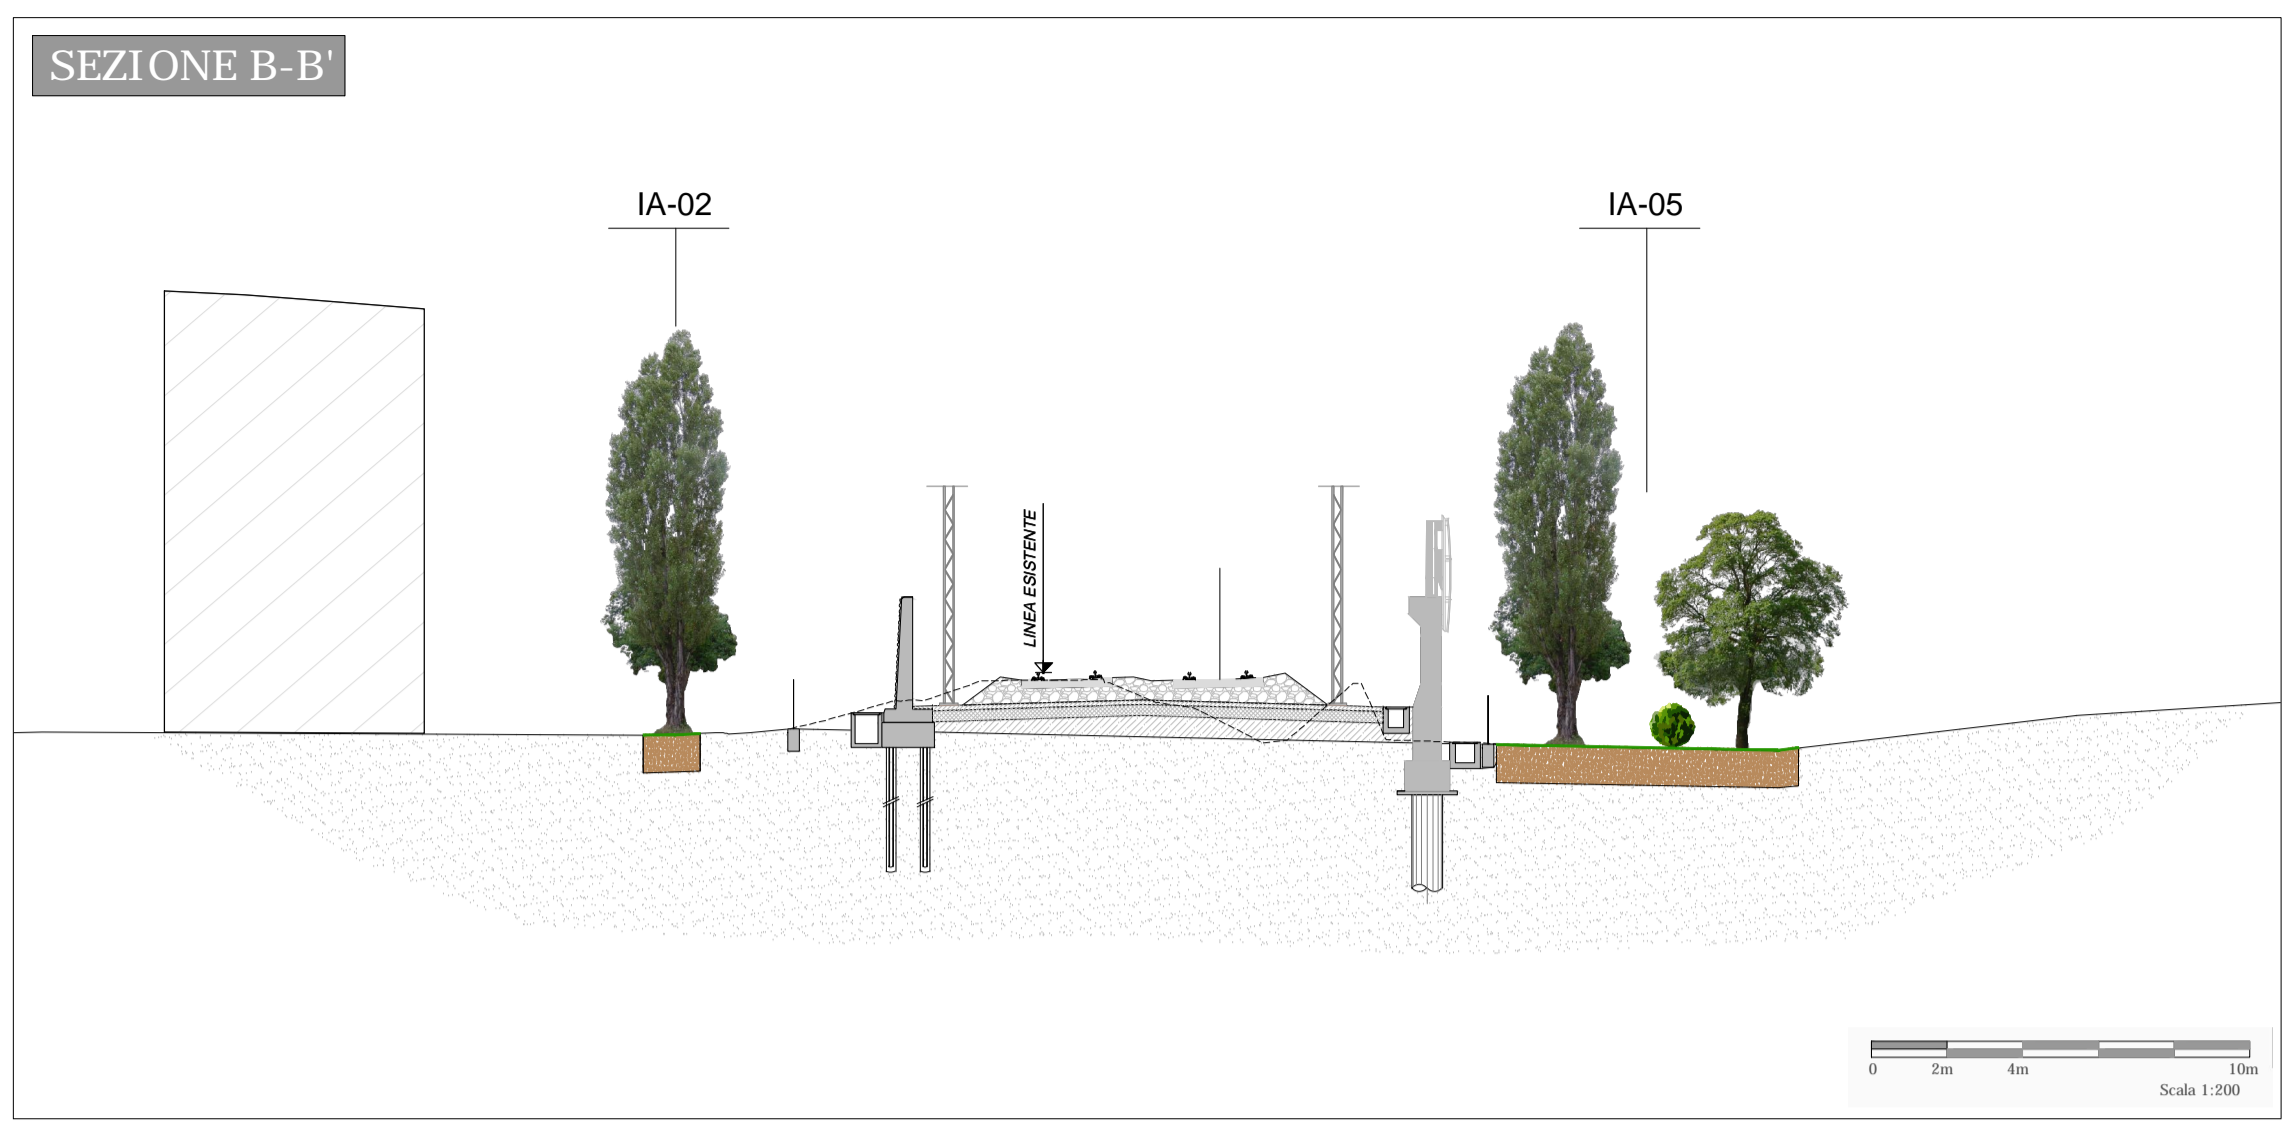 SEZIONE B-B'
IA-02
IA-05
LINEA ESISTENTE
0 2m 4m 10m
Scala 1:200